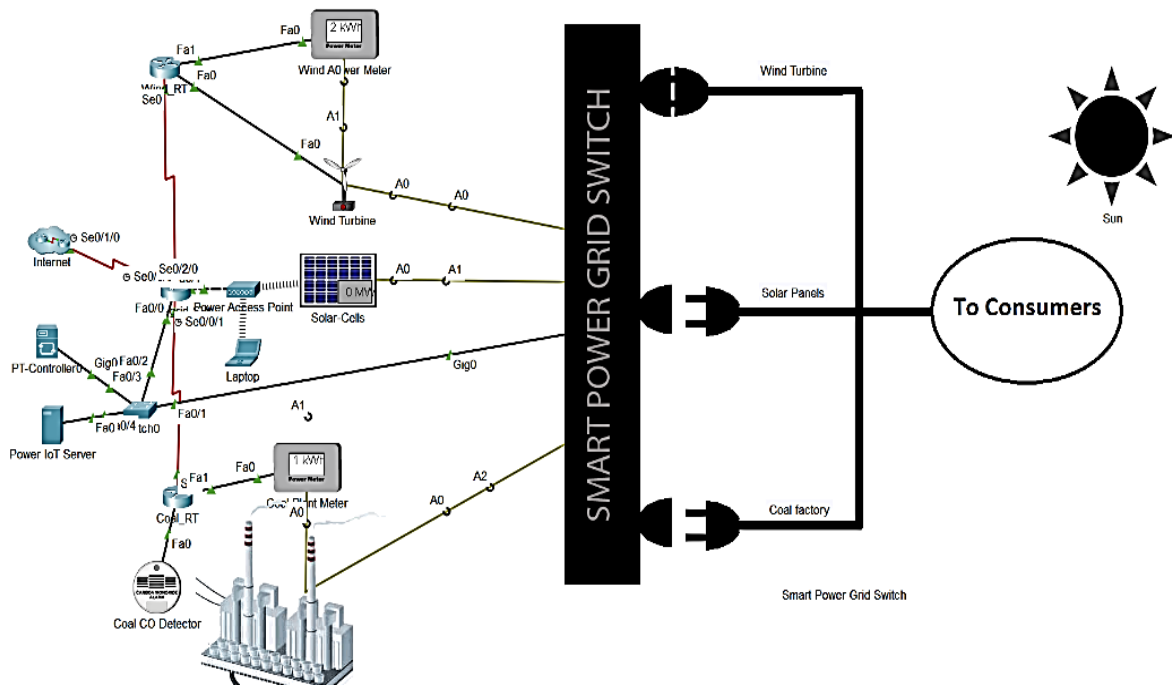 Fa0
2 kWh
Power Meter
Fa1
Wind A0wer Meter
Fa0
Se0
A1
Fa0
Wind Turbine
A0
A0
Se0/1/0
Internet
Se0/2/0
Power Access Point
A0
A1
0 MW
Solar-Cells
Fa0/0
Se0/0/1
Laptop
Gig0
PT-Controller0
Fa0/2
Fa0/3
Gig0
Fa0/1
A1
Power IoT Server
Fa1
Fa0
1 kWh
Power Meter
A2
A0
Coal_RT
A0
Fa0
CARBON MONOXIDE
ALARM
Coal CO Detector
SMART POWER GRID SWITCH
Wind Turbine
Solar Panels
Coal factory
Sun
To Consumers
Smart Power Grid Switch